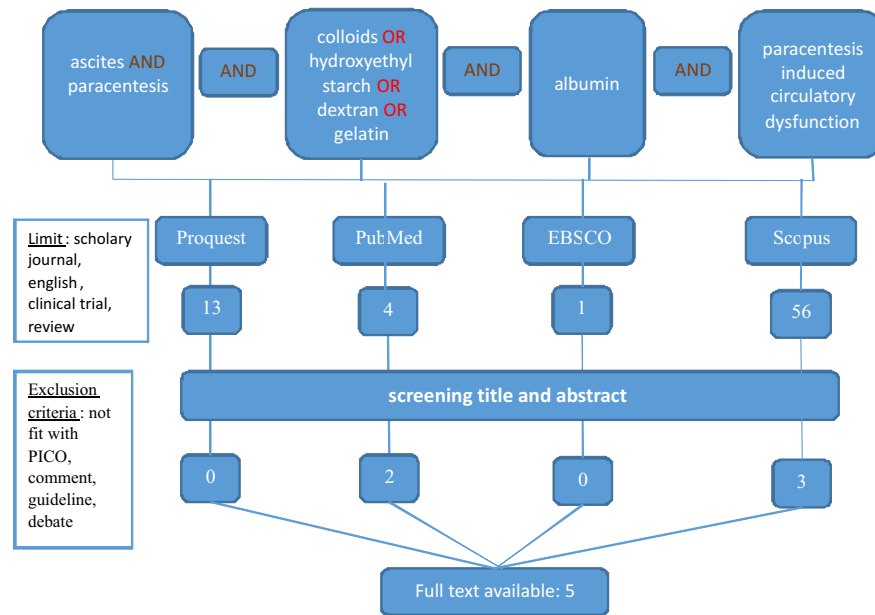 ascites AND
paracentesis
AND
colloids OR
hydroxyethyl
starch OR
dextran OR
gelatin
AND
albumin
AND
paracentesis
induced
circulatory
dysfunction
Limit : scholary
journal,
english ,
clinical trial,
review
Proquest
PubMed
EBSCO
Scopus
13
4
1
56
Exclusion
criteria : not
fit with
PICO,
comment,
guideline,
debate
screening title and abstract
0
2
0
3
Full text available: 5